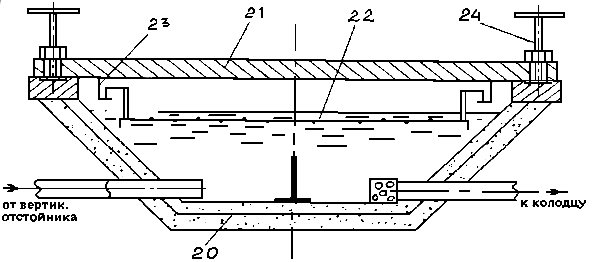 23
21
22
24
от вертик.
отстойника
к колодцу
20